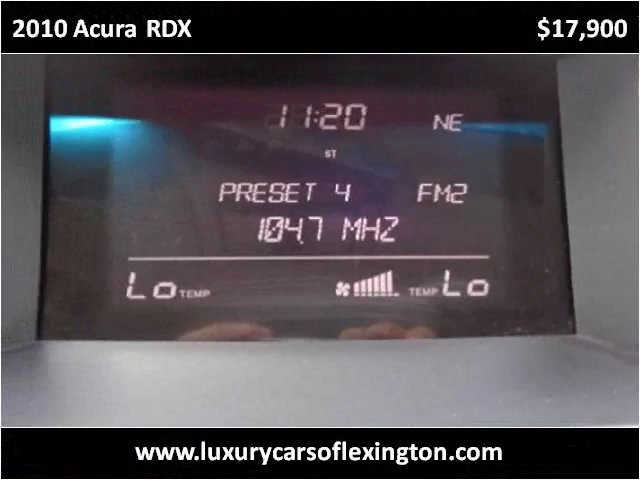 2010 Acura RDX $17,900
11:20 NE
ST
PRESET 4 FM2
104.7 MHZ
Lo TEMP TEMP Lo
www.luxurycarsoflexington.com